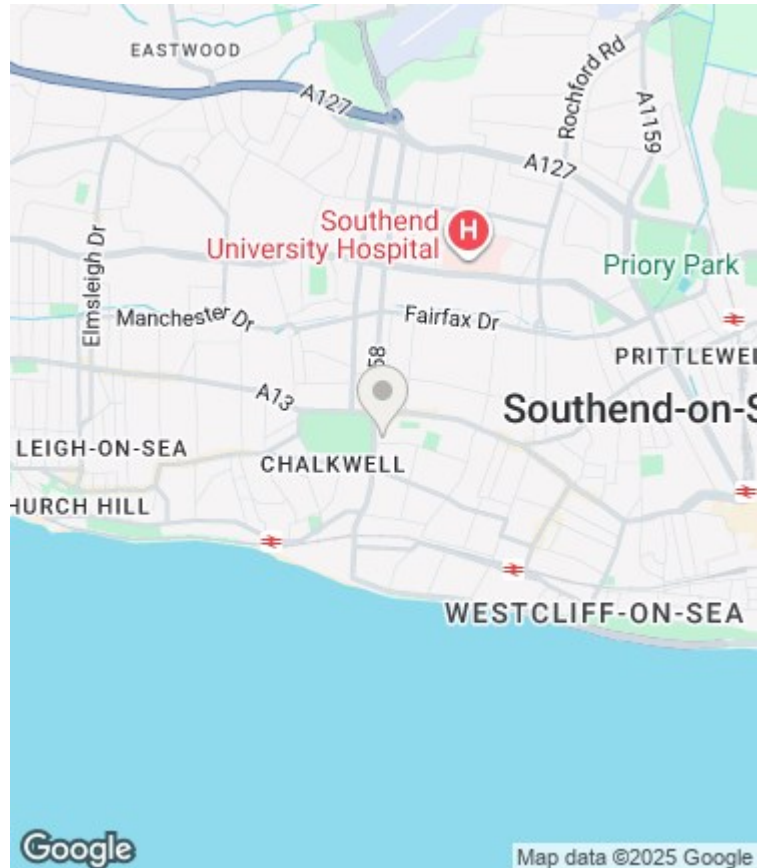 EASTWOOD
A127
Rochford Rd
A1159
A127
Southend
University Hospital
H
Priory Park
Elmsleigh Dr
Manchester Dr
Fairfax Dr
58
PRITTLEWEL
A13
Southend-on-S
LEIGH-ON-SEA
CHALKWELL
HURCH HILL
WESTCLIFF-ON-SEA
Google
Map data ©2025 Google